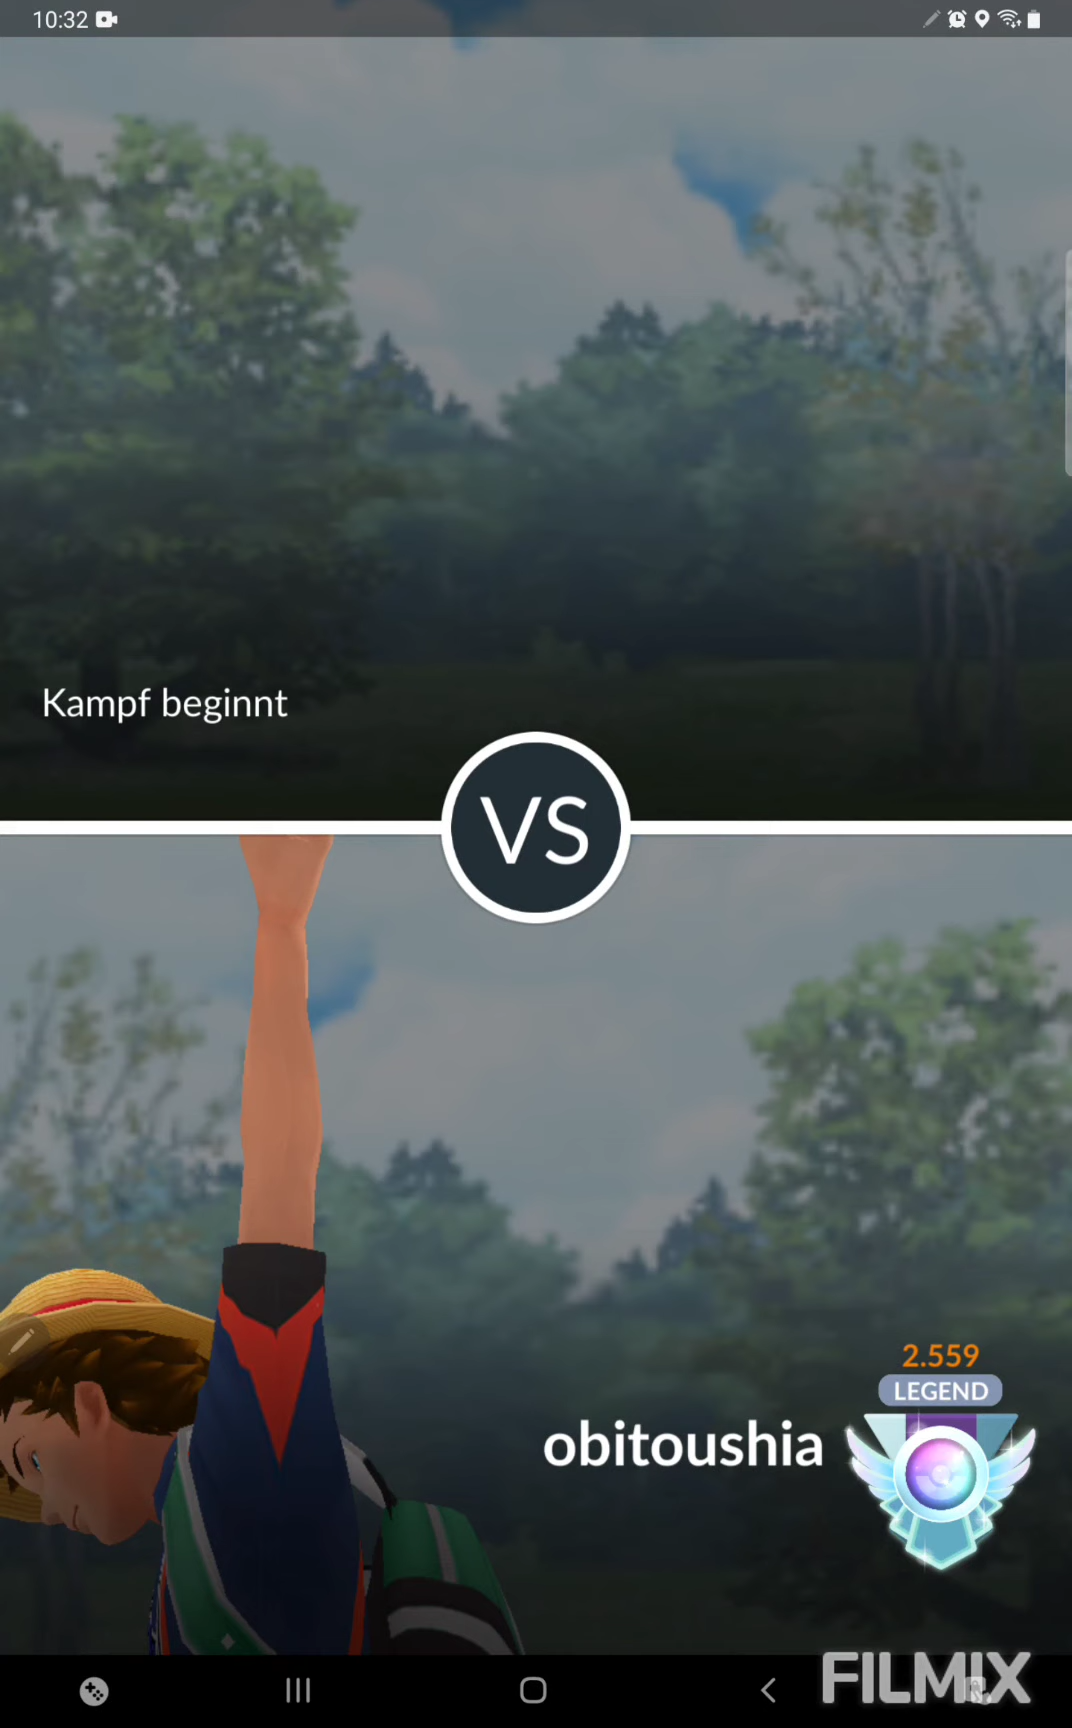 10:32
Kampf beginnt
VS
2.559
LEGEND
obitoushia
FILMIX